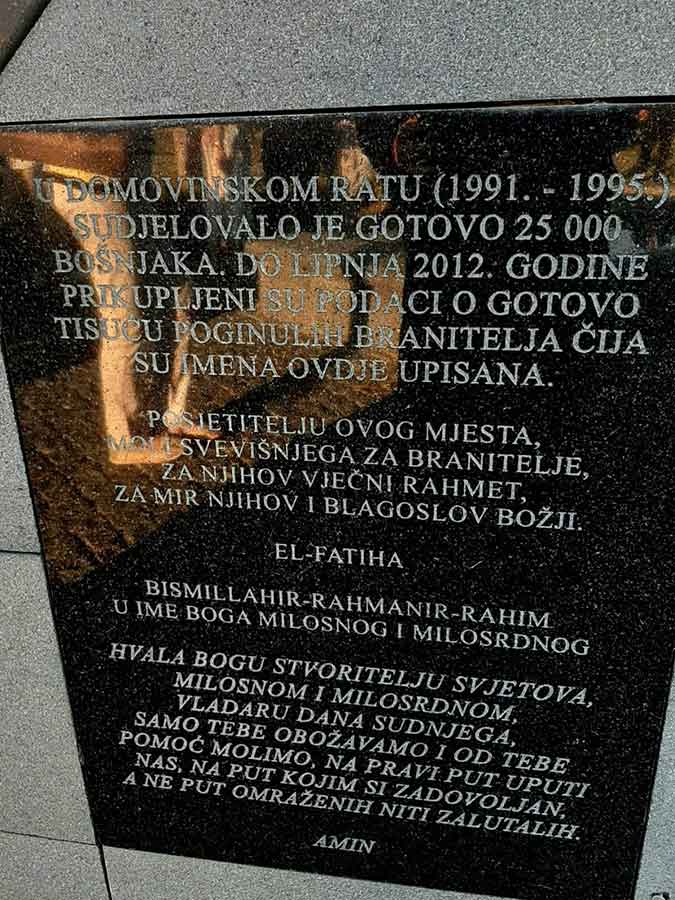 U DOMOVINSKOM RATU (1991. - 1995.)
SUDJELOVALO JE GOTOVO 25 000
BOŠNJAKA. DO LIPNJA 2012. GODINE
PRIKUPLJENI SU PODACI O GOTOVO
TISUĆU POGINULIH BRANITELJA ČIJA
SU IMENA OVDJE UPISANA.
POSJETITELJU OVOG MJESTA,
MOLI SVEVIŠNJEGA ZA BRANITELJE,
ZA NJIHOV VJEČNI RAHMET,
ZA MIR NJIHOV I BLAGOSLOV BOŽJI.
EL-FATIHA
BISMILLAHIR-RAHMANIR-RAHIM
U IME BOGA MILOSNOG I MILOSRDNOG
HVALA BOGU STVORITELJU SVJETOVA,
MILOSNOM I MILOSRDNOM,
VLADARU DANA SUDNJEGA,
SAMO TEBE OBOŽAVAMO I OD TEBE
POMOĆ MOLIMO, NA PRAVI PUT UPUTI
NAS, NA PUT KOJIM SI ZADOVOLJAN,
A NE PUT OMRAŽENIH NITI ZALUTALIH.
AMIN